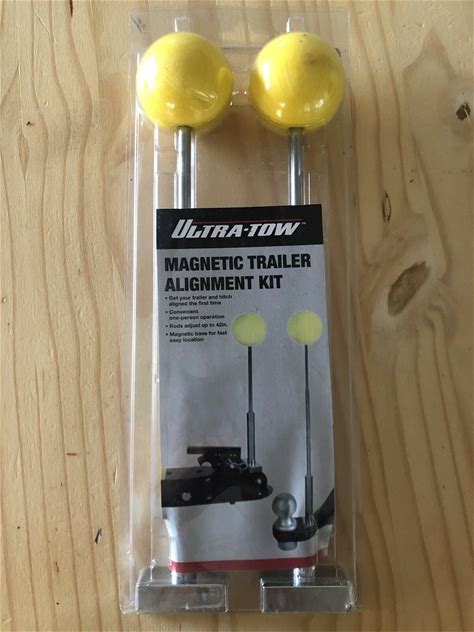 ULTRA-TOW
MAGNETIC TRAILER
ALIGNMENT KIT
• Get your trailer and hitch
aligned the first time
• Convenient
one-person operation
• Rods adjust up to 42in.
• Magnetic base for fast
easy location